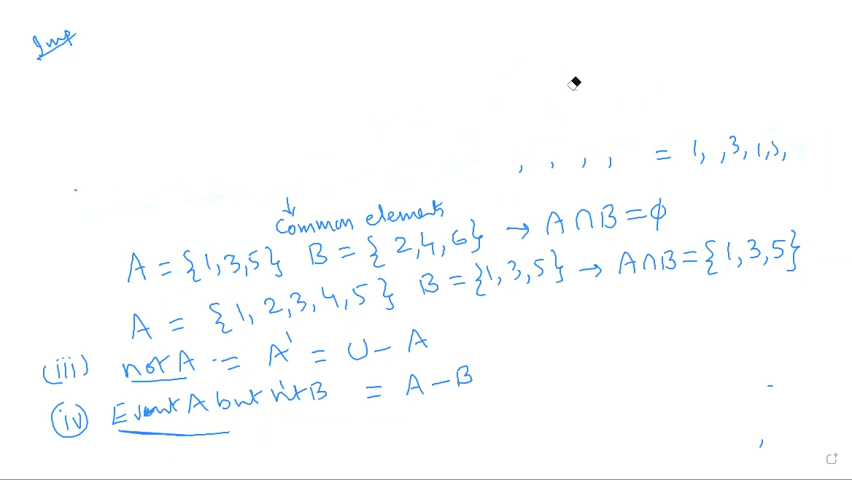 Imp
, , , , = 1, ,3, 1,5,
Common elements
A = {1,3,5} B = {2,4,6} → A∩B = ϕ
A = {1,2,3,4,5} B = {1,3,5} → A∩B = {1,3,5}
(iii) not A = A' = U - A
(iv) Event A but not B = A - B